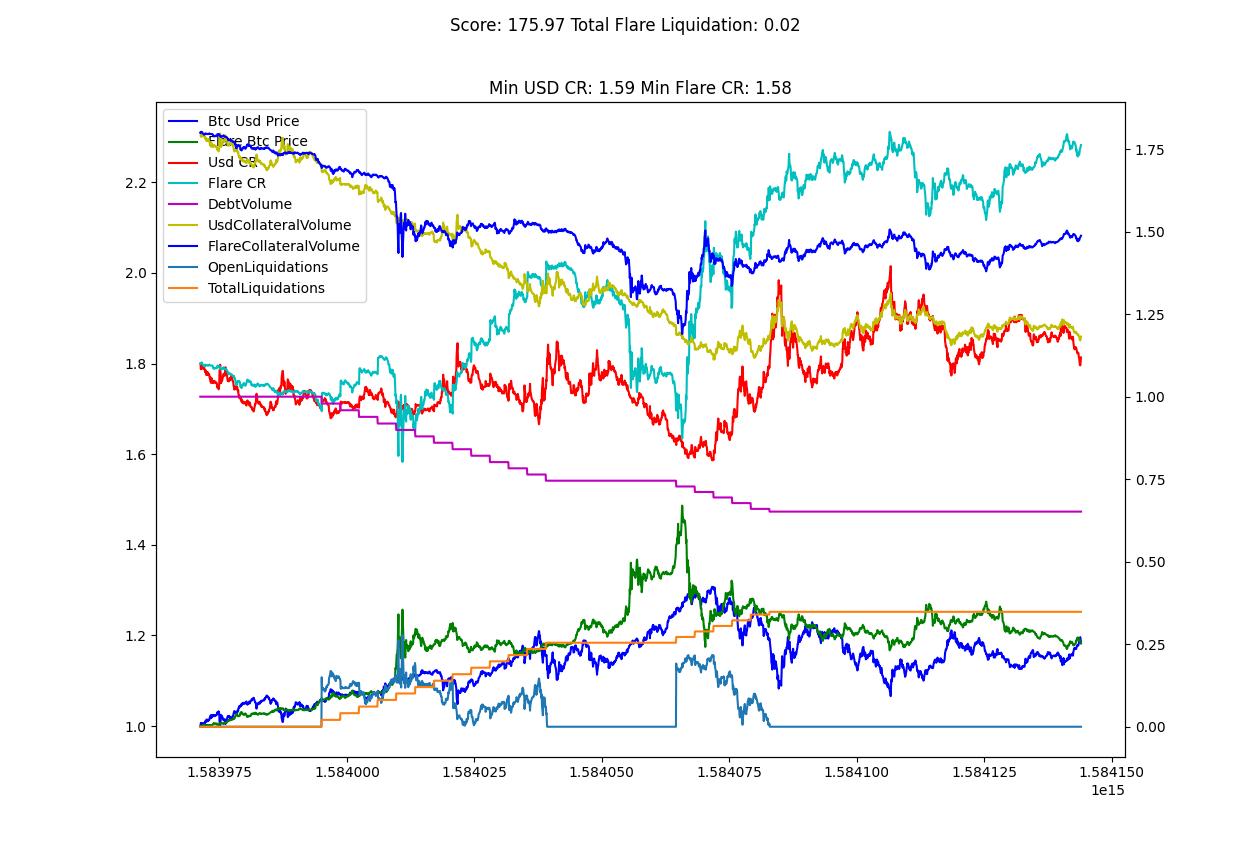 Score: 175.97 Total Flare Liquidation: 0.02
Min USD CR: 1.59 Min Flare CR: 1.58
Btc Usd Price
Flare Btc Price
Usd CR
Flare CR
DebtVolume
UsdCollateralVolume
FlareCollateralVolume
OpenLiquidations
TotalLiquidations
2.2
2.0
1.8
1.6
1.4
1.2
1.0
1.75
1.50
1.25
1.00
0.75
0.50
0.25
0.00
1.583975 1.584000 1.584025 1.584050 1.584075 1.584100 1.584125 1.584150
1e15